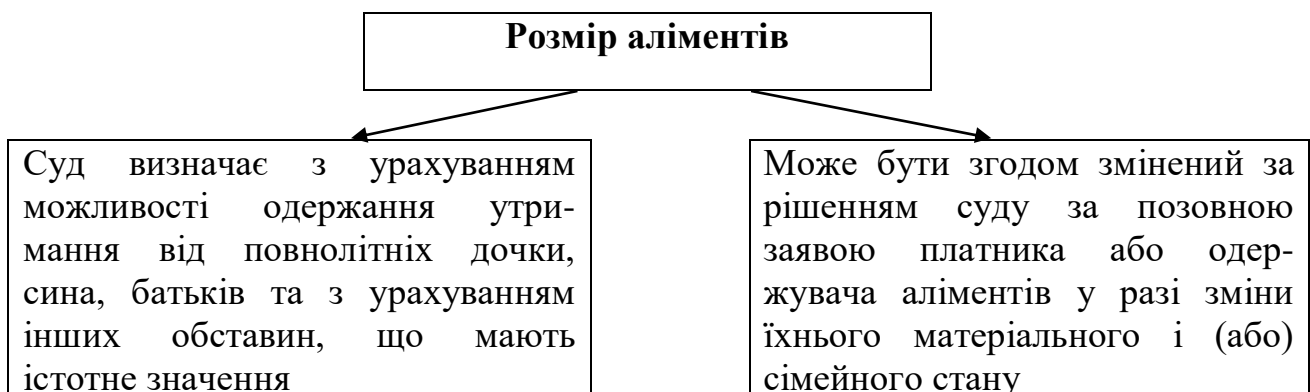 Розмір аліментів
Суд визначає з урахуванням
можливості одержання утри-
мання від повнолітніх дочки,
сина, батьків та з урахуванням
інших обставин, що мають
істотне значення
Може бути згодом змінений за
рішенням суду за позовною
заявою платника або одер-
жувача аліментів у разі зміни
їхнього матеріального і (або)
сімейного стану